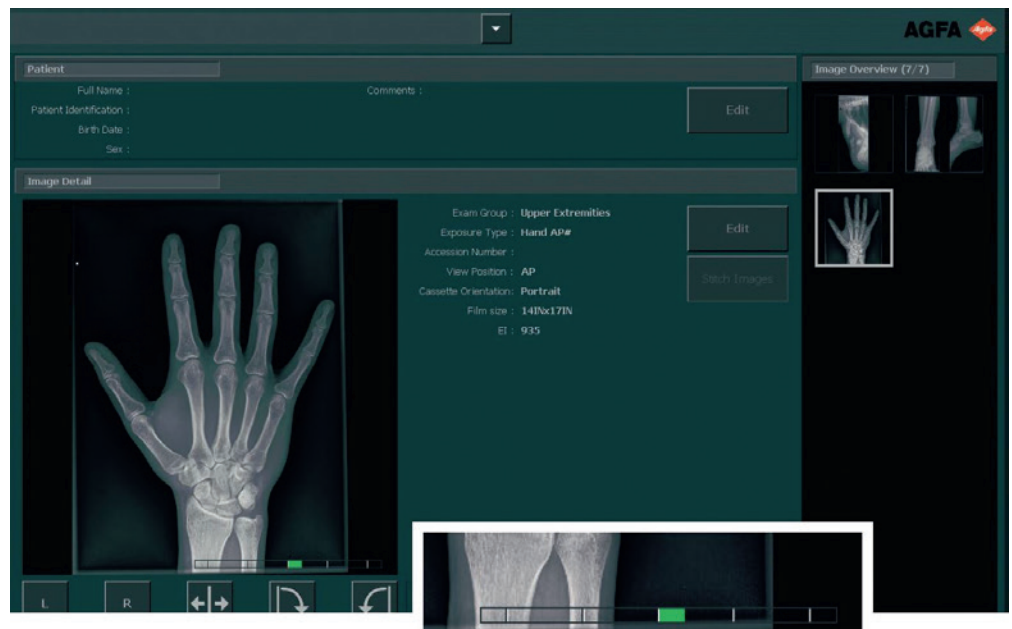 AGFA Agfa
Patient
Full Name :
Comments :
Patient Identification :
Birth Date :
Sex :
Edit
Image Overview (7/7)
Image Detail
Exam Group : Upper Extremities
Exposure Type : Hand AP#
Accession Number :
View Position : AP
Cassette Orientation: Portrait
Film size : 14INx17IN
EI : 935
Edit
Stitch Images
L R